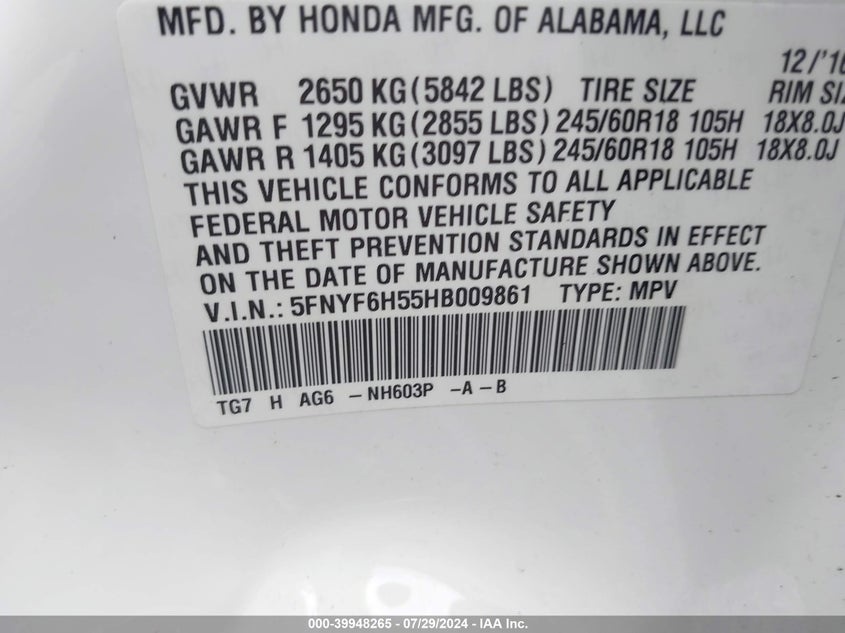 MFD. BY HONDA MFG. OF ALABAMA, LLC
12/'16
GVWR 2650 KG (5842 LBS) TIRE SIZE RIM SIZ
GAWR F 1295 KG (2855 LBS) 245/60R18 105H 18X8.0J
GAWR R 1405 KG (3097 LBS) 245/60R18 105H 18X8.0J
THIS VEHICLE CONFORMS TO ALL APPLICABLE
FEDERAL MOTOR VEHICLE SAFETY
AND THEFT PREVENTION STANDARDS IN EFFECT
ON THE DATE OF MANUFACTURE SHOWN ABOVE.
V.I.N.: 5FNYF6H55HB009861 TYPE: MPV
TG7 H AG6 – NH603P –A – B
000-39948265 - 07/29/2024 - IAA Inc.